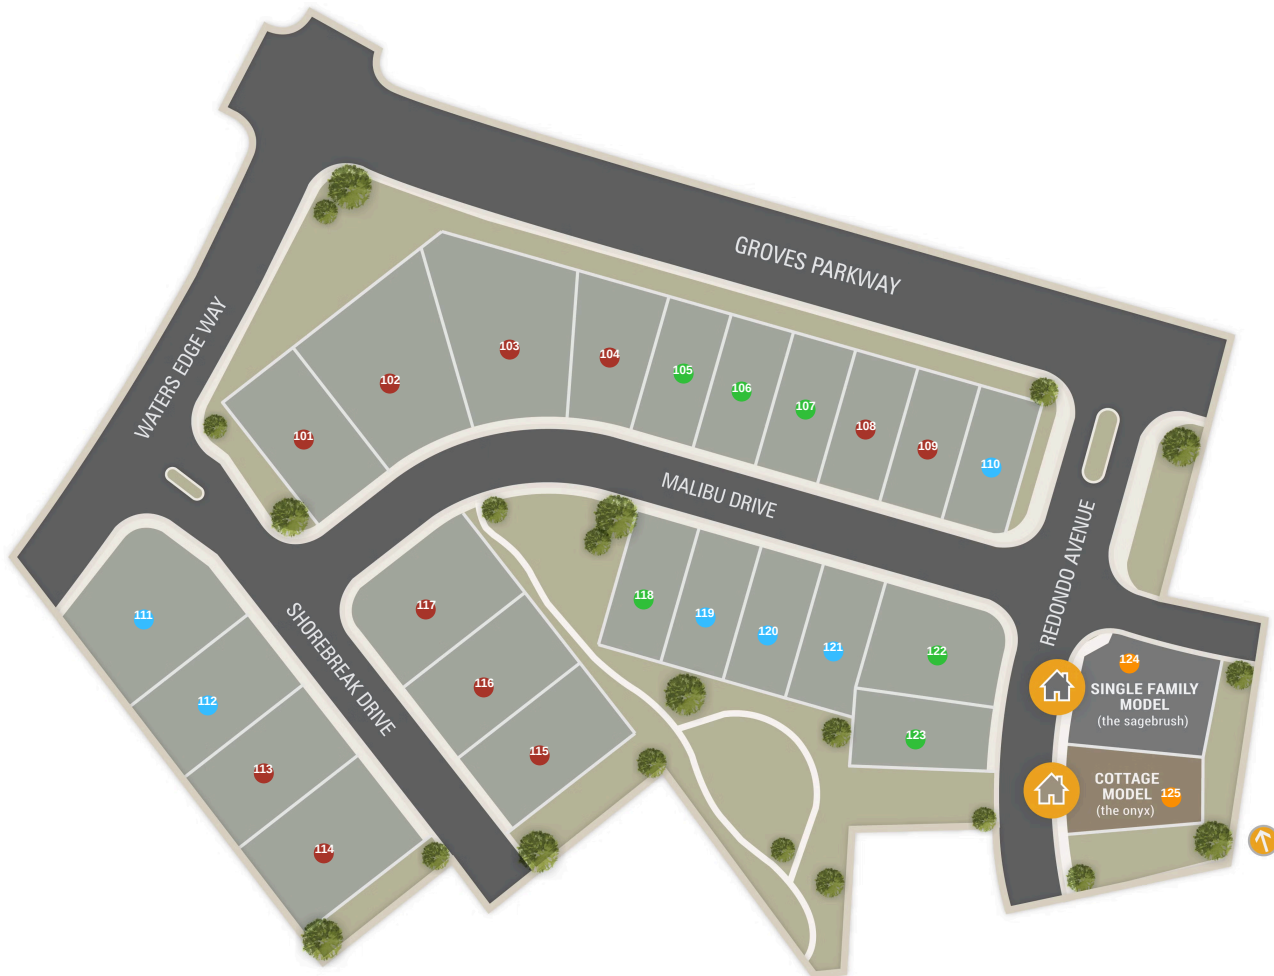 GROVES PARKWAY
WATERS EDGE WAY
103
104
102
105
106
107
108
101
109
110
MALIBU DRIVE
REDONDO AVENUE
111
117
118
119
120
121
122
SHOREBREAK DRIVE
112
116
123
113
115
114
124
SINGLE FAMILY
MODEL
(the sagebrush)
COTTAGE
MODEL
(the onyx)
125